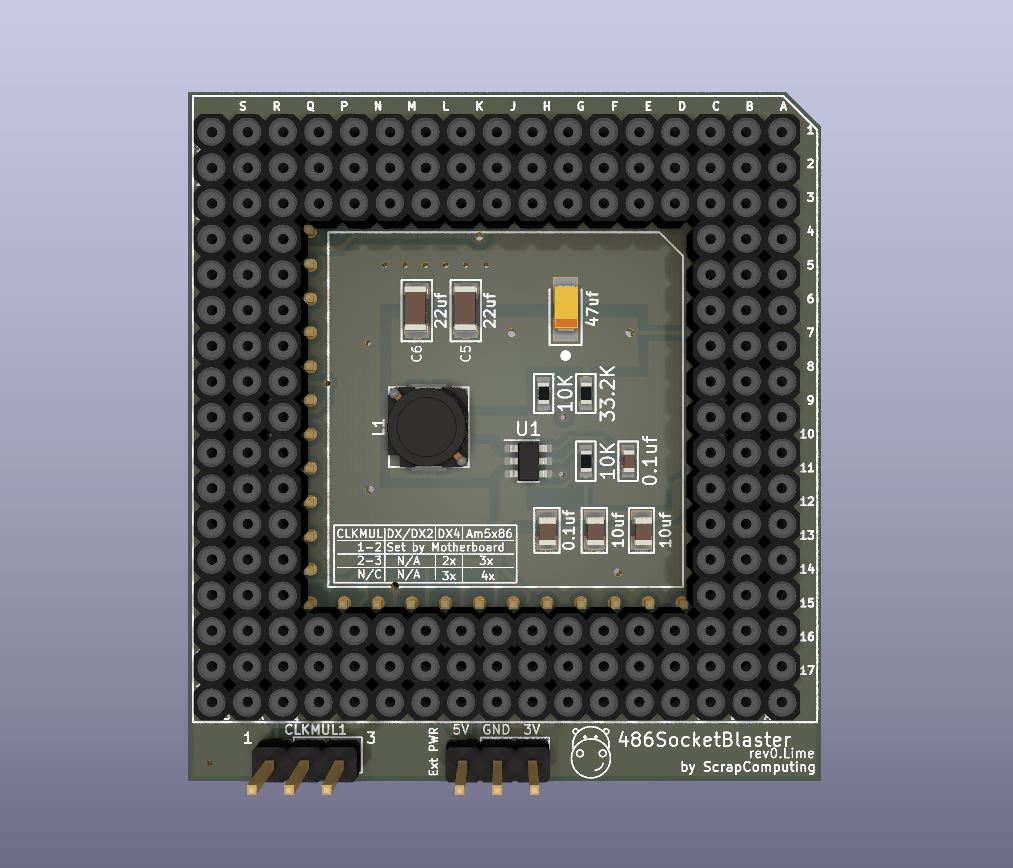 S R Q P N M L K J H G F E D C B A
1
2
3
4
5
6
7
8
9
10
11
12
13
14
15
16
17
22uf
22uf
47uf
C6
C5
10K
33.2K
L1
U1
10K
0.1uf
0.1uf
10uf
10uf
CLKMUL DX/DX2 DX4 Am5x86
1-2 Set by Motherboard
2-3 N/A 2x 3x
N/C N/A 3x 4x
1 CLKMUL1 3
Ext PWR
5V GND 3V
486SocketBlaster
rev0.Lime
by ScrapComputing